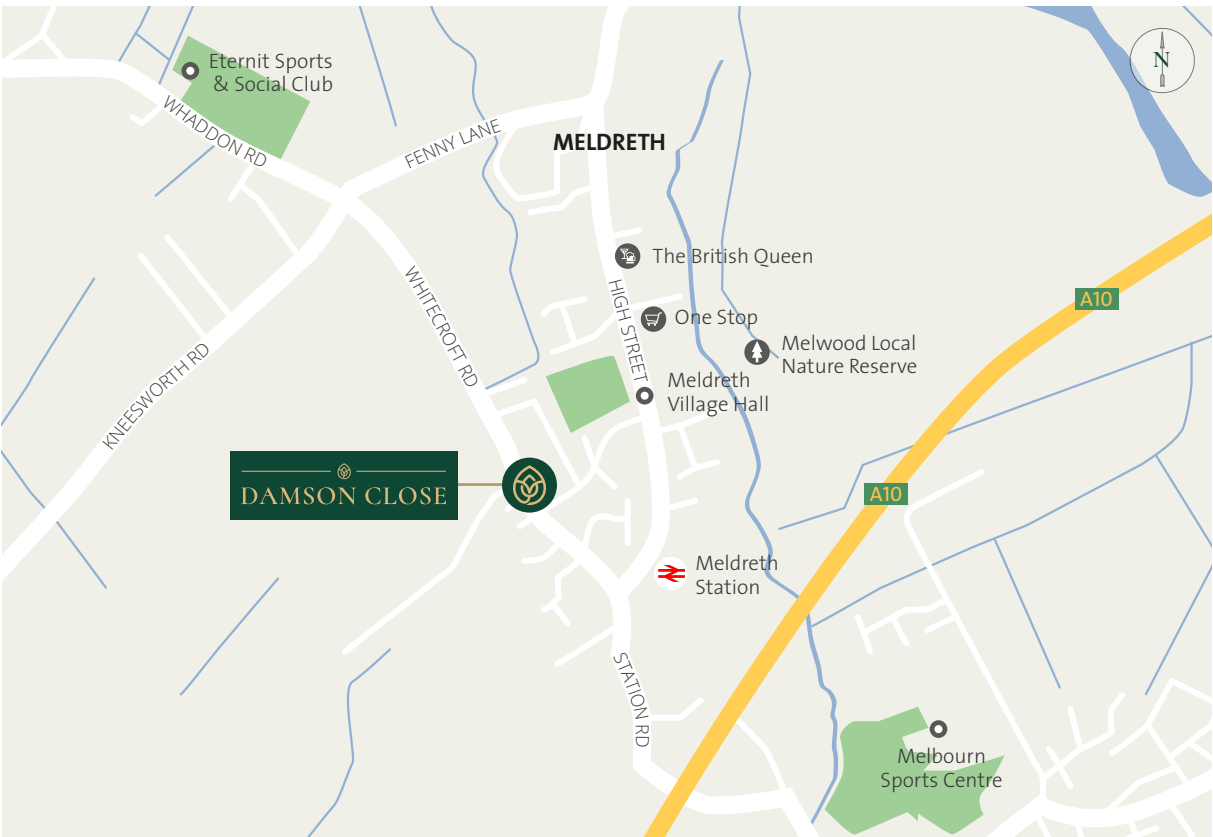 Eternit Sports
& Social Club
N
WHADDON RD
FENNY LANE
MELDRETH
The British Queen
WHITECROFT RD
HIGH STREET
A10
One Stop
Melwood Local
Nature Reserve
KNEESWORTH RD
Meldreth
Village Hall
DAMSON CLOSE
A10
Meldreth
Station
STATION RD
Melbourn
Sports Centre